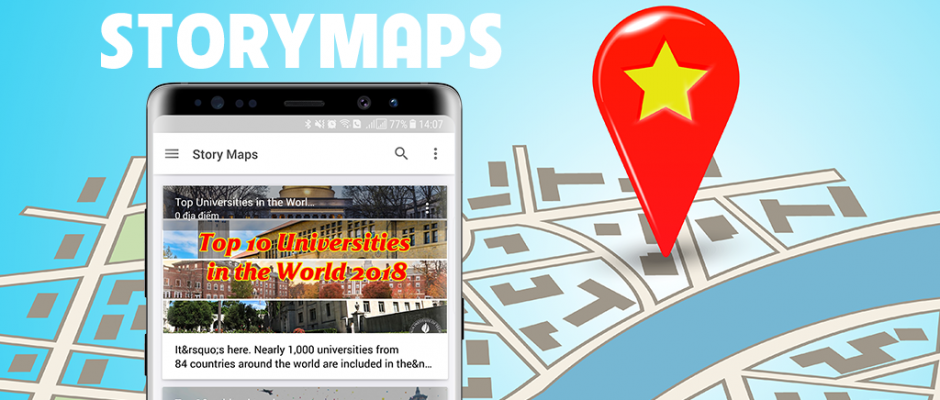 STORYMAPS
77% 14:07
Story Maps
Top Universities in the Worl...
0 địa điểm
Top 10 Universities
in the World 2018
It&rsquo;s here. Nearly 1,000 universities from
84 countries around the world are included in the&n...